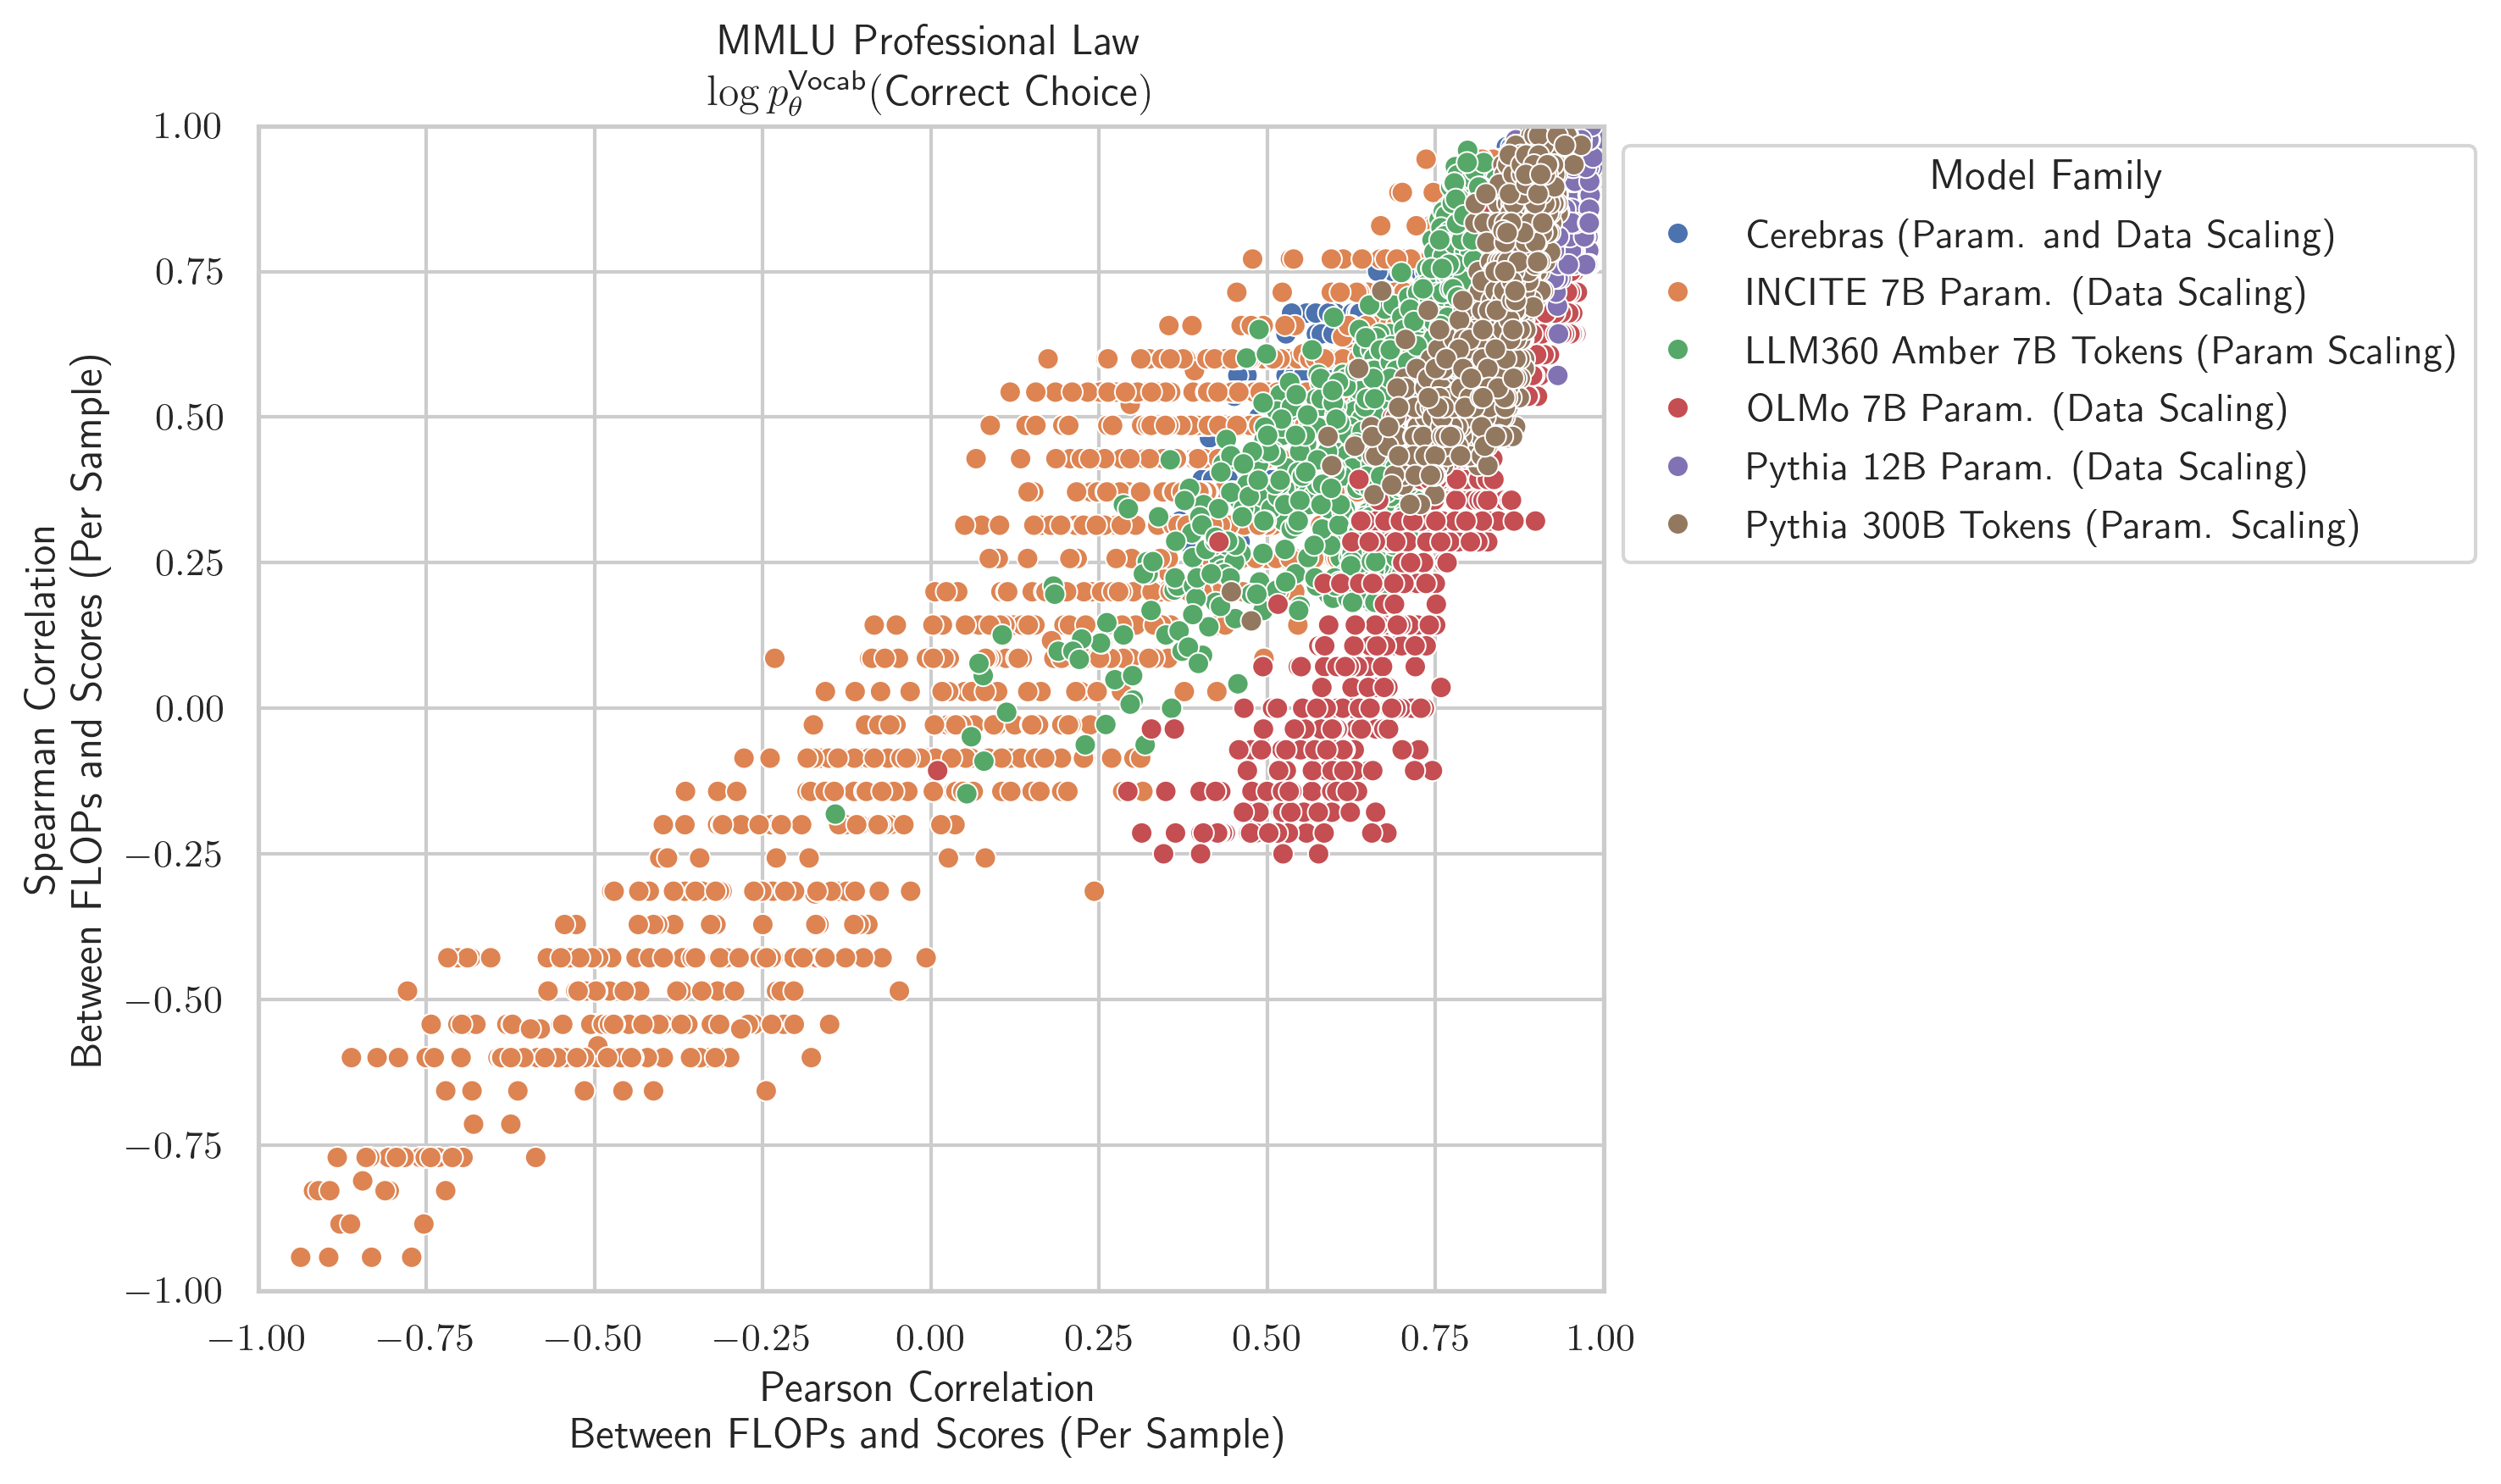 MMLU Professional Law
log p_θ^Vocab(Correct Choice)
Spearman Correlation
Between FLOPs and Scores (Per Sample)
1.00
0.75
0.50
0.25
0.00
−0.25
−0.50
−0.75
−1.00
−1.00 −0.75 −0.50 −0.25 0.00 0.25 0.50 0.75 1.00
Pearson Correlation
Between FLOPs and Scores (Per Sample)
Model Family
Cerebras (Param. and Data Scaling)
INCITE 7B Param. (Data Scaling)
LLM360 Amber 7B Tokens (Param Scaling)
OLMo 7B Param. (Data Scaling)
Pythia 12B Param. (Data Scaling)
Pythia 300B Tokens (Param. Scaling)